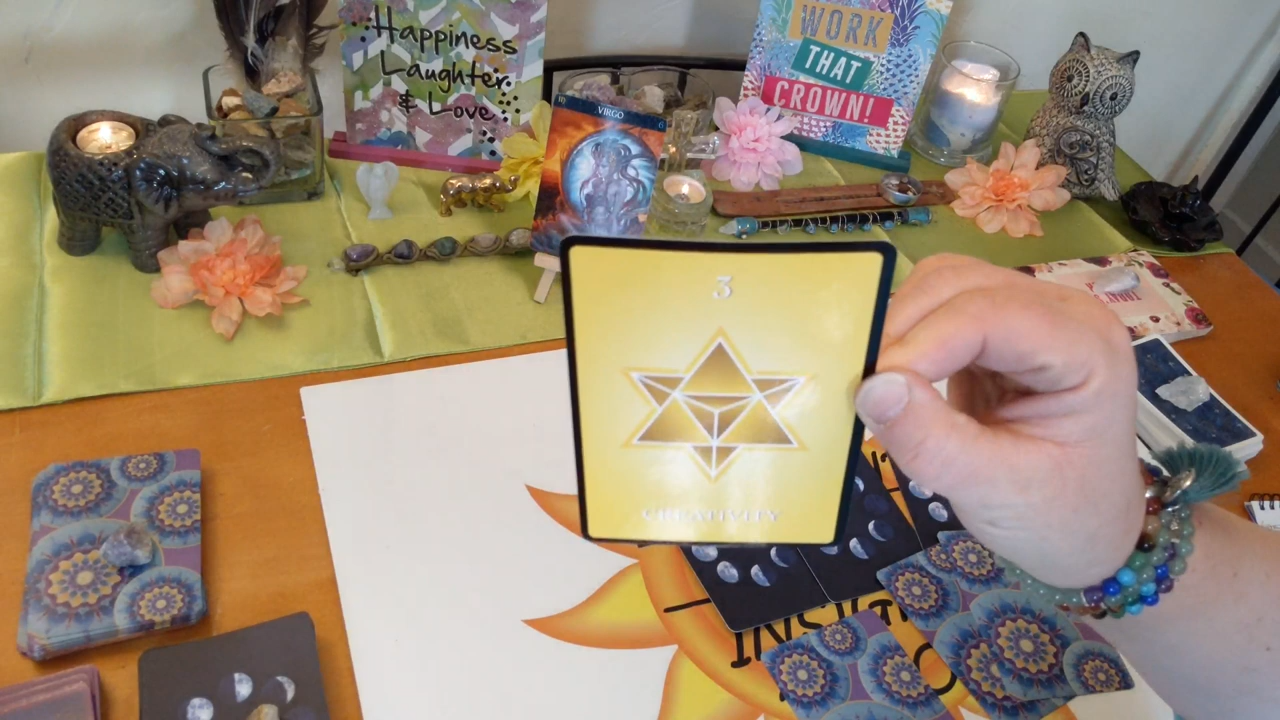 Happiness
Laughter
& Love
WORK
THAT
CROWN!
VIRGO
3
CREATIVITY